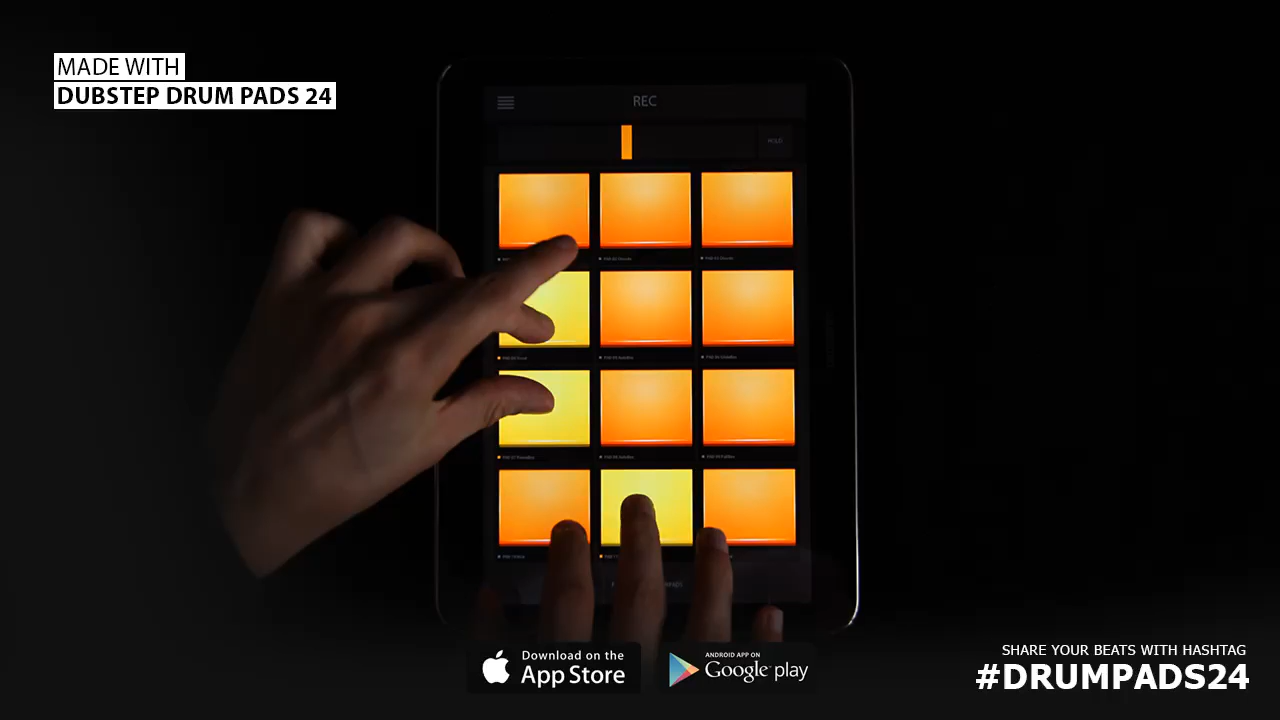 MADE WITH
DUBSTEP DRUM PADS 24
REC
HOLD
Download on the
App Store
ANDROID APP ON
Google play
SHARE YOUR BEATS WITH HASHTAG
#DRUMPADS24